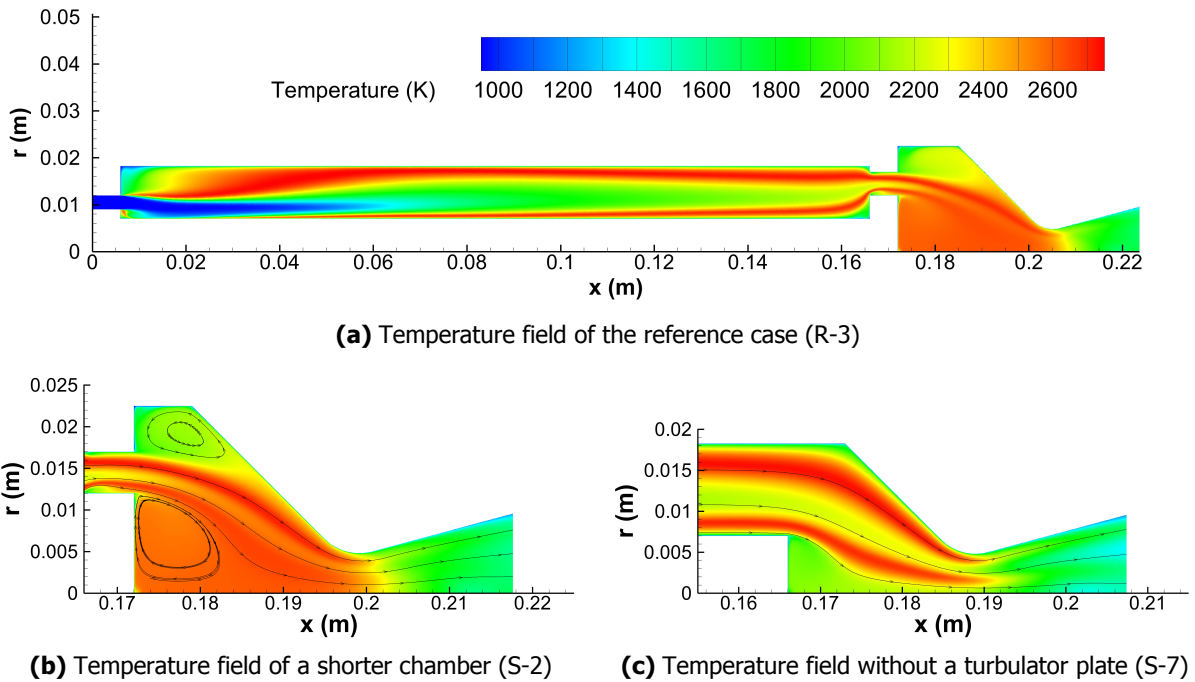 0.05
0.04
0.03
0.02
0.01
0
r (m)
Temperature (K)
1000 1200 1400 1600 1800 2000 2200 2400 2600
0 0.02 0.04 0.06 0.08 0.1 0.12 0.14 0.16 0.18 0.2 0.22
x (m)
(a) Temperature field of the reference case (R-3)
0.025
0.02
0.015
0.01
0.005
0
r (m)
0.17 0.18 0.19 0.2 0.21 0.22
x (m)
(b) Temperature field of a shorter chamber (S-2)
0.02
0.015
0.01
0.005
0
r (m)
0.16 0.17 0.18 0.19 0.2 0.21
x (m)
(c) Temperature field without a turbulator plate (S-7)